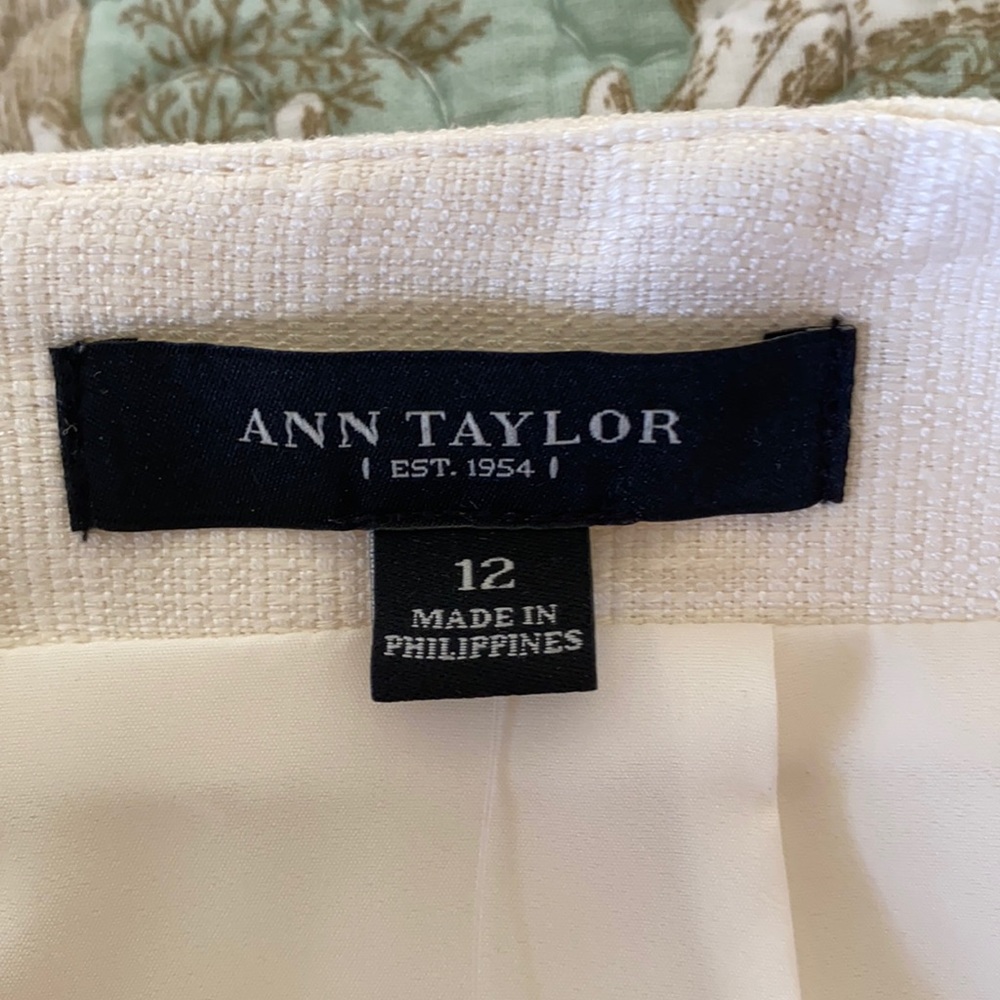 ANN TAYLOR
EST. 1954
12
MADE IN
PHILIPPINES